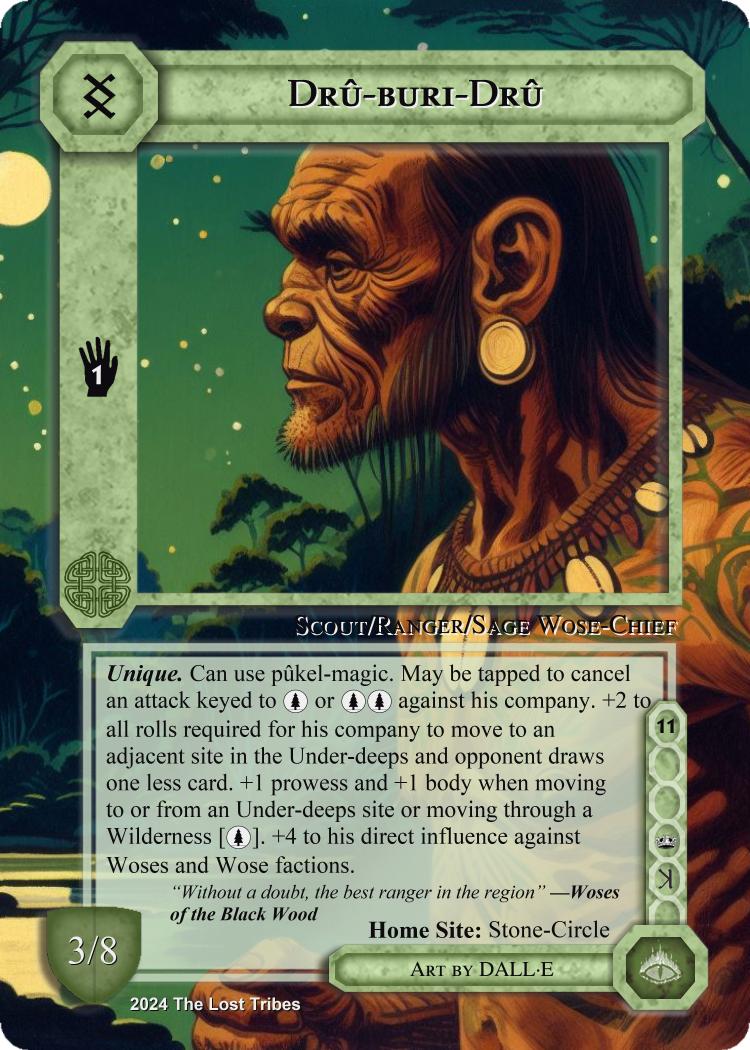 Drû-buri-Drû
1
Scout/Ranger/Sage Wose-Chief
Unique. Can use pûkel-magic. May be tapped to cancel
an attack keyed to or against his company. +2 to
all rolls required for his company to move to an
adjacent site in the Under-deeps and opponent draws
one less card. +1 prowess and +1 body when moving
to or from an Under-deeps site or moving through a
Wilderness []. +4 to his direct influence against
Woses and Wose factions.
11
“Without a doubt, the best ranger in the region” —Woses
of the Black Wood
Home Site: Stone-Circle
3/8
Art by DALL·E
2024 The Lost Tribes